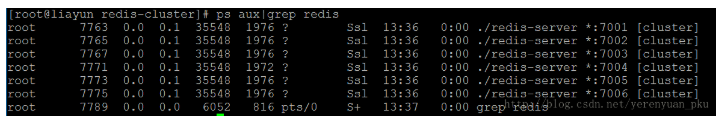 [root@liayun redis-cluster]# ps aux|grep redis
root 7763 0.0 0.1 35548 1976 ? Ssl 13:36 0:00 ./redis-server *:7001 [cluster]
root 7765 0.0 0.1 35548 1976 ? Ssl 13:36 0:00 ./redis-server *:7002 [cluster]
root 7767 0.0 0.1 35548 1976 ? Ssl 13:36 0:00 ./redis-server *:7003 [cluster]
root 7771 0.0 0.1 35548 1972 ? Ssl 13:36 0:00 ./redis-server *:7004 [cluster]
root 7773 0.0 0.1 35548 1976 ? Ssl 13:36 0:00 ./redis-server *:7005 [cluster]
root 7775 0.0 0.1 35548 1976 ? Ssl 13:36 0:00 ./redis-server *:7006 [cluster]
root 7789 0.0 0.0 6052 816 pts/0 S+ 13:37 0:00 grep redis
http://blog.csdn.net/yerenyuan_pku